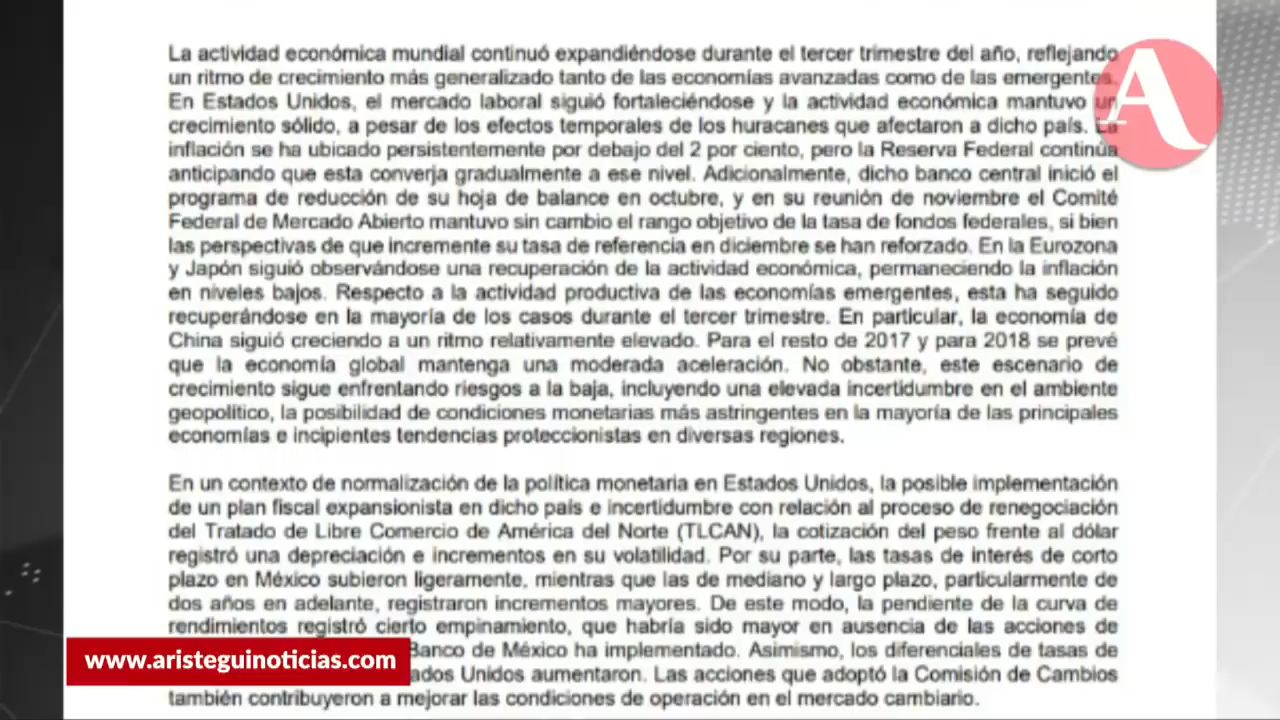 La actividad económica mundial continuó expandiéndose durante el tercer trimestre del año, reflejando
un ritmo de crecimiento más generalizado tanto de las economías avanzadas como de las emergentes.
En Estados Unidos, el mercado laboral siguió fortaleciéndose y la actividad económica mantuvo un
crecimiento sólido, a pesar de los efectos temporales de los huracanes que afectaron a dicho país. La
inflación se ha ubicado persistentemente por debajo del 2 por ciento, pero la Reserva Federal continúa
anticipando que esta converja gradualmente a ese nivel. Adicionalmente, dicho banco central inició el
programa de reducción de su hoja de balance en octubre, y en su reunión de noviembre el Comité
Federal de Mercado Abierto mantuvo sin cambio el rango objetivo de la tasa de fondos federales, si bien
las perspectivas de que incremente su tasa de referencia en diciembre se han reforzado. En la Eurozona
y Japón siguió observándose una recuperación de la actividad económica, permaneciendo la inflación
en niveles bajos. Respecto a la actividad productiva de las economías emergentes, esta ha seguido
recuperándose en la mayoría de los casos durante el tercer trimestre. En particular, la economía de
China siguió creciendo a un ritmo relativamente elevado. Para el resto de 2017 y para 2018 se prevé
que la economía global mantenga una moderada aceleración. No obstante, este escenario de
crecimiento sigue enfrentando riesgos a la baja, incluyendo una elevada incertidumbre en el ambiente
geopolítico, la posibilidad de condiciones monetarias más astringentes en la mayoría de las principales
economías e incipientes tendencias proteccionistas en diversas regiones.
En un contexto de normalización de la política monetaria en Estados Unidos, la posible implementación
de un plan fiscal expansionista en dicho país e incertidumbre con relación al proceso de renegociación
del Tratado de Libre Comercio de América del Norte (TLCAN), la cotización del peso frente al dólar
registró una depreciación e incrementos en su volatilidad. Por su parte, las tasas de interés de corto
plazo en México subieron ligeramente, mientras que las de mediano y largo plazo, particularmente de
dos años en adelante, registraron incrementos mayores. De este modo, la pendiente de la curva de
rendimientos registró cierto empinamiento, que habría sido mayor en ausencia de las acciones de
Banco de México ha implementado. Asimismo, los diferenciales de tasas de
ados Unidos aumentaron. Las acciones que adoptó la Comisión de Cambios
también contribuyeron a mejorar las condiciones de operación en el mercado cambiario.
www.aristeguinoticias.com
A